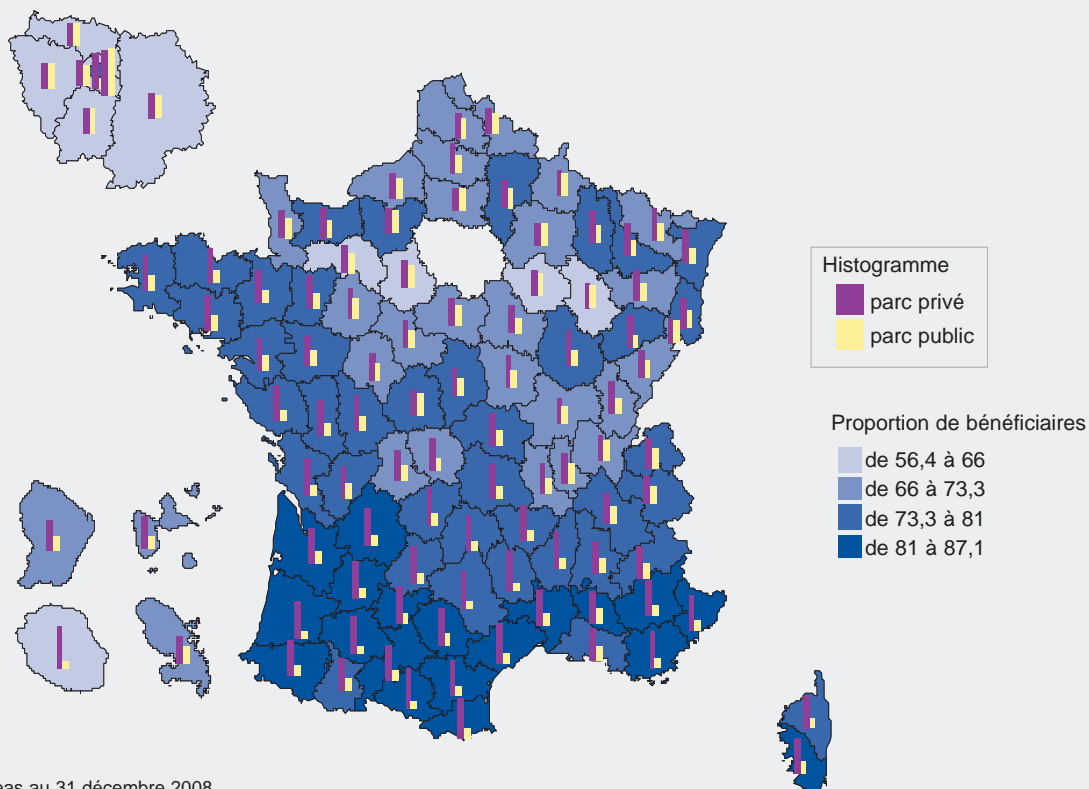 Histogramme
parc privé
parc public
Proportion de bénéficiaires
de 56,4 à 66
de 66 à 73,3
de 73,3 à 81
de 81 à 87,1
au 31 décembre 2008